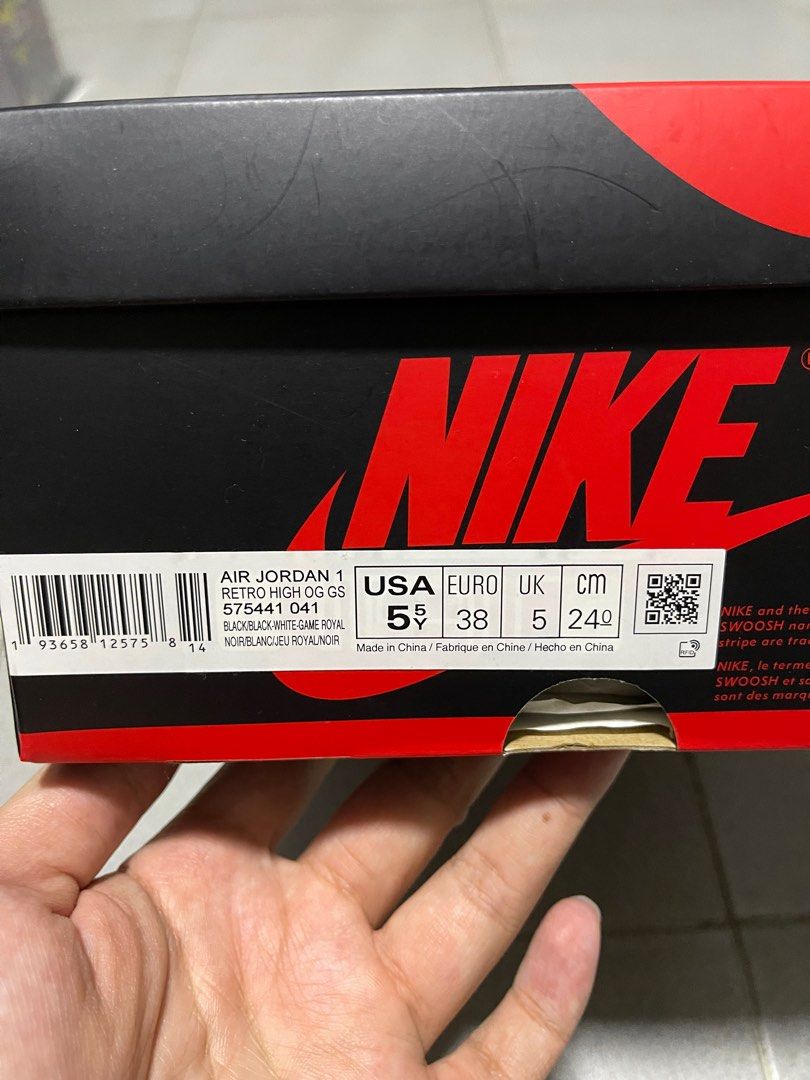 NIKE
AIR JORDAN 1
RETRO HIGH OG GS
575441 041
BLACK/BLACK-WHITE-GAME ROYAL
NOIR/BLANC/JEU ROYAL/NOIR
1 93658 12575 8 14
USA EURO UK cm
5 5Y 38 5 24 0
Made in China / Fabrique en Chine / Hecho en China
RFID
NIKE and the
SWOOSH
stripe are
NIKE, le terme
SWOOSH et
sont des